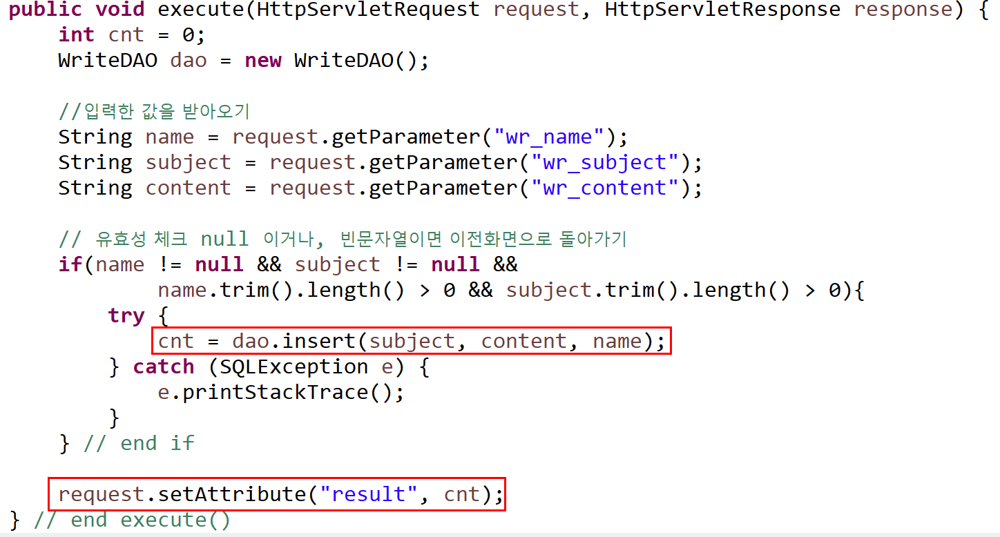 public void execute(HttpServletRequest request, HttpServletResponse response) {
int cnt = 0;
WriteDAO dao = new WriteDAO();
//입력한 값을 받아오기
String name = request.getParameter("wr_name");
String subject = request.getParameter("wr_subject");
String content = request.getParameter("wr_content");
// 유효성 체크 null 이거나, 빈문자열이면 이전화면으로 돌아가기
if(name != null && subject != null &&
name.trim().length() > 0 && subject.trim().length() > 0){
try {
cnt = dao.insert(subject, content, name);
} catch (SQLException e) {
e.printStackTrace();
}
} // end if
request.setAttribute("result", cnt);
} // end execute()